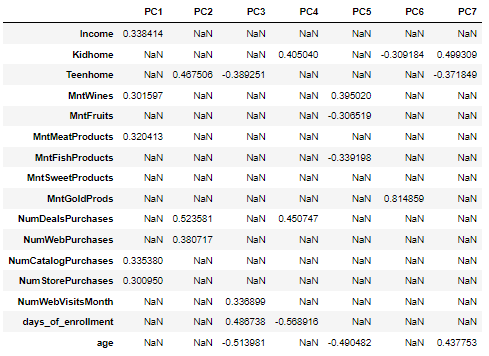 PC1 PC2 PC3 PC4 PC5 PC6 PC7
Income 0.338414 NaN NaN NaN NaN NaN NaN
Kidhome NaN NaN NaN 0.405040 NaN -0.309184 0.499309
Teenhome NaN 0.467506 -0.389251 NaN NaN NaN -0.371849
MntWines 0.301597 NaN NaN NaN 0.395020 NaN NaN
MntFruits NaN NaN NaN NaN -0.306519 NaN NaN
MntMeatProducts 0.320413 NaN NaN NaN NaN NaN NaN
MntFishProducts NaN NaN NaN NaN -0.339198 NaN NaN
MntSweetProducts NaN NaN NaN NaN NaN NaN NaN
MntGoldProds NaN NaN NaN NaN NaN 0.814859 NaN
NumDealsPurchases NaN 0.523581 NaN 0.450747 NaN NaN NaN
NumWebPurchases NaN 0.380717 NaN NaN NaN NaN NaN
NumCatalogPurchases 0.335380 NaN NaN NaN NaN NaN NaN
NumStorePurchases 0.300950 NaN NaN NaN NaN NaN NaN
NumWebVisitsMonth NaN NaN 0.336899 NaN NaN NaN NaN
days_of_enrollment NaN NaN 0.486738 -0.568916 NaN NaN NaN
age NaN NaN -0.513981 NaN -0.490482 NaN 0.437753